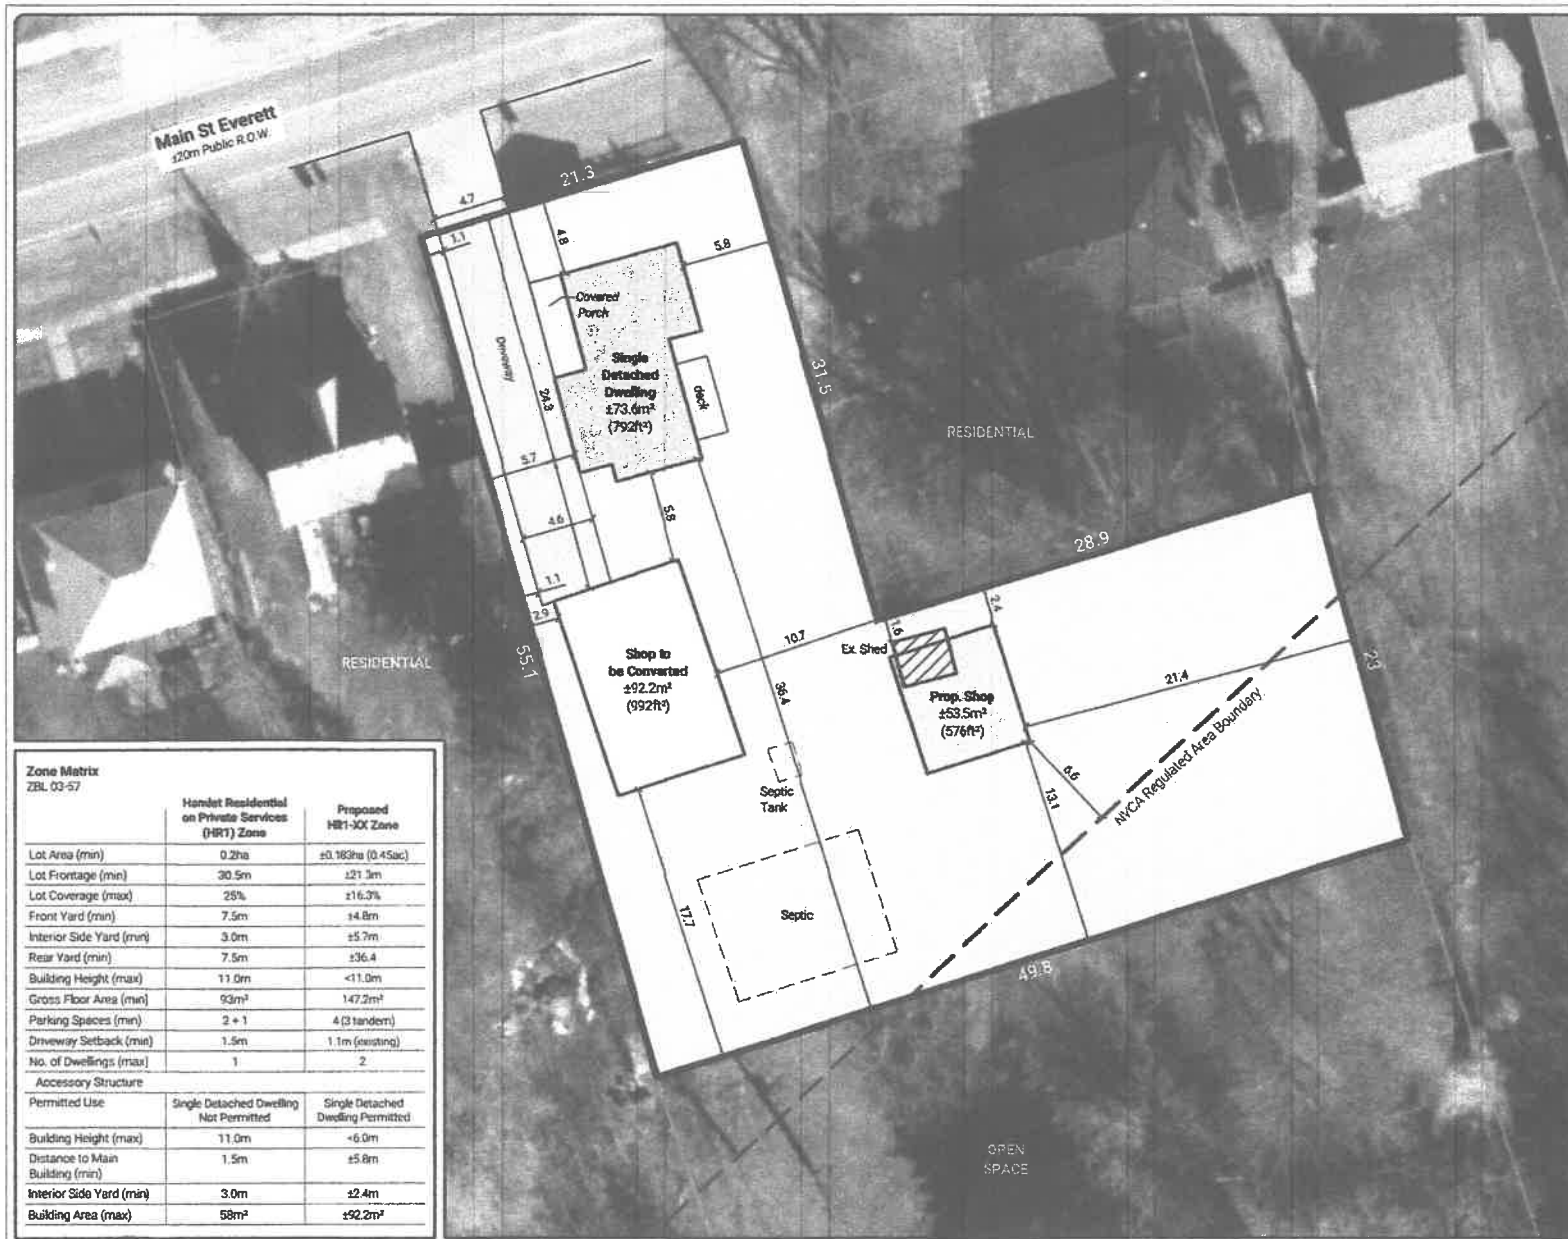 Main St Everett
±20m Public R.O.W
21.3
4.7
1.1
4.8
5.8
Covered
Porch
Driveway
Single
Detached
Dwelling
±73.6m²
(792ft²)
deck
31.5
24.3
RESIDENTIAL
5.7
4.6
5.8
28.9
1.1
2.9
55.1
RESIDENTIAL
Shop to
be Converted
±92.2m²
(992ft²)
10.7
Ex. Shed
1.6
2.4
36.4
Prop. Shop
±53.5m²
(576ft²)
21.4
NVCA Regulated Area Boundary
6.6
13.1
Septic
Tank
Septic
17.7
49.8
OPEN
SPACE
Zone Matrix
ZBL 03-57
Hamlet Residential on Private Services (HR1) Zone Proposed HR1-XX Zone
Lot Area (min) 0.2ha ±0.183ha (0.45ac)
Lot Frontage (min) 30.5m ±21.3m
Lot Coverage (max) 25% ±16.3%
Front Yard (min) 7.5m ±4.8m
Interior Side Yard (min) 3.0m ±5.7m
Rear Yard (min) 7.5m ±36.4
Building Height (max) 11.0m <11.0m
Gross Floor Area (min) 93m² 147.2m²
Parking Spaces (min) 2 + 1 4 (3 tandem)
Driveway Setback (min) 1.5m 1.1m (existing)
No. of Dwellings (max) 1 2
Accessory Structure
Permitted Use Single Detached Dwelling Not Permitted Single Detached Dwelling Permitted
Building Height (max) 11.0m <6.0m
Distance to Main Building (min) 1.5m ±5.8m
Interior Side Yard (min) 3.0m ±2.4m
Building Area (max) 58m² ±92.2m²